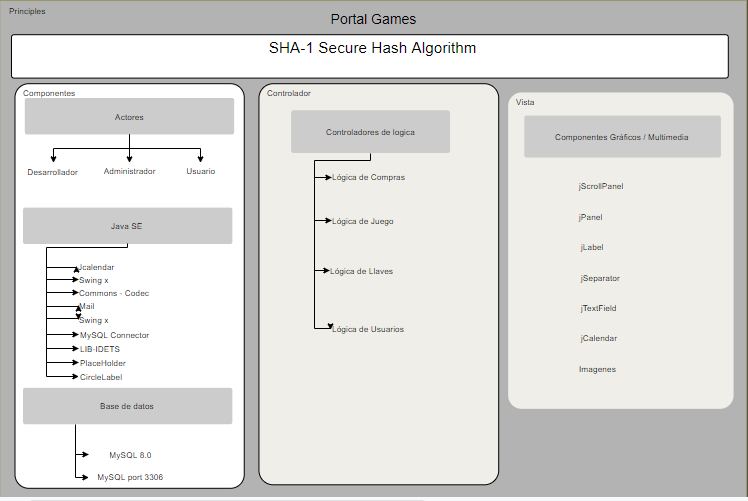 Principles
Portal Games
SHA-1 Secure Hash Algorithm
Componentes
Actores
Desarrollador
Administrador
Usuario
Java SE
Jcalendar
Swing x
Commons - Codec
Mail
Swing x
MySQL Connector
LIB-IDETS
PlaceHolder
CircleLabel
Base de datos
MySQL 8.0
MySQL port 3306
Controlador
Controladores de logica
Lógica de Compras
Lógica de Juego
Lógica de Llaves
Lógica de Usuarios
Vista
Componentes Gráficos / Multimedia
jScrollPanel
jPanel
jLabel
jSeparator
jTextField
jCalendar
Imagenes